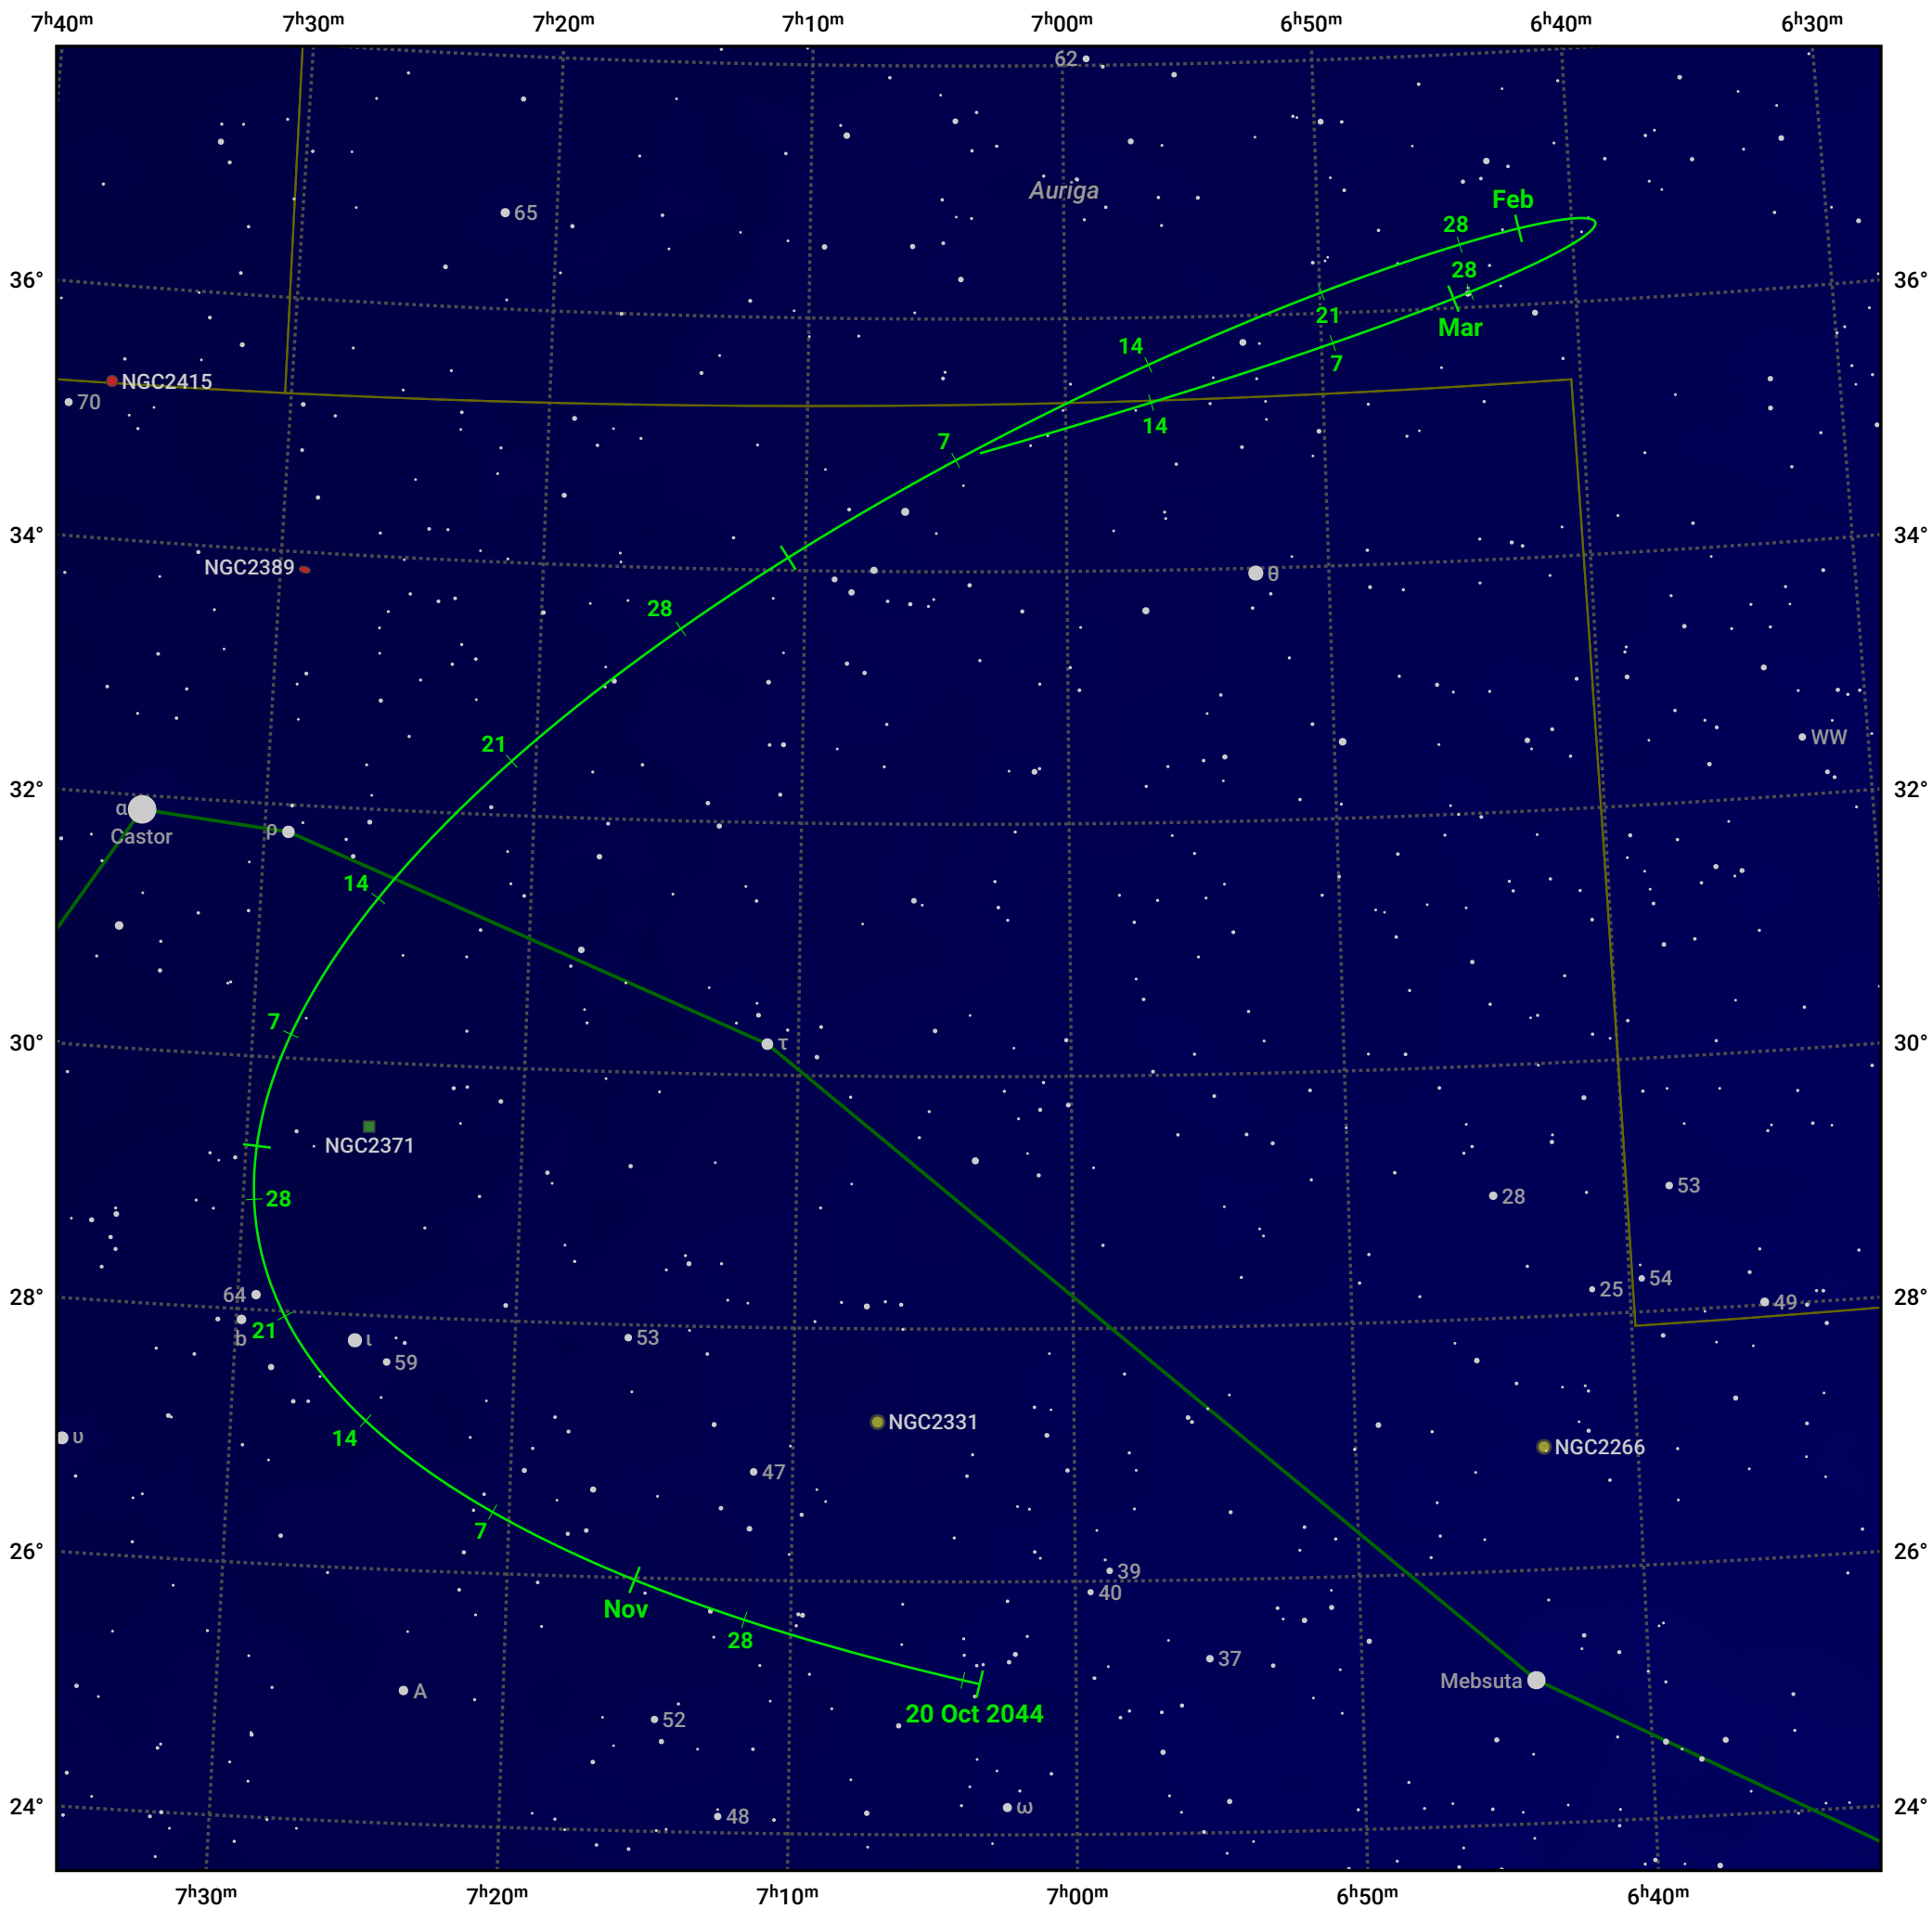 7h40m 7h30m 7h20m 7h10m 7h00m 6h50m 6h40m 6h30m
62
Auriga
Feb
65
28
28
36° 36°
21
Mar
14
7
NGC2415
70
14
7
34° 34°
NGC2389 θ
28
WW
21
32° 32°
α
Castor
ρ
14
7
30° τ 30°
NGC2371
53
28 28
64 28° 25 54 28°
49
21
b ι 53
59
NGC2331
υ 14
NGC2266
47
7
26° 26°
39
40
Nov
28
37
Mebsuta
A
20 Oct 2044
52
24° ω 24°
48
7h30m 7h20m 7h10m 7h00m 6h50m 6h40m